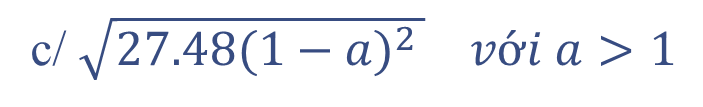 c/ √27.48(1 − a)² với a > 1